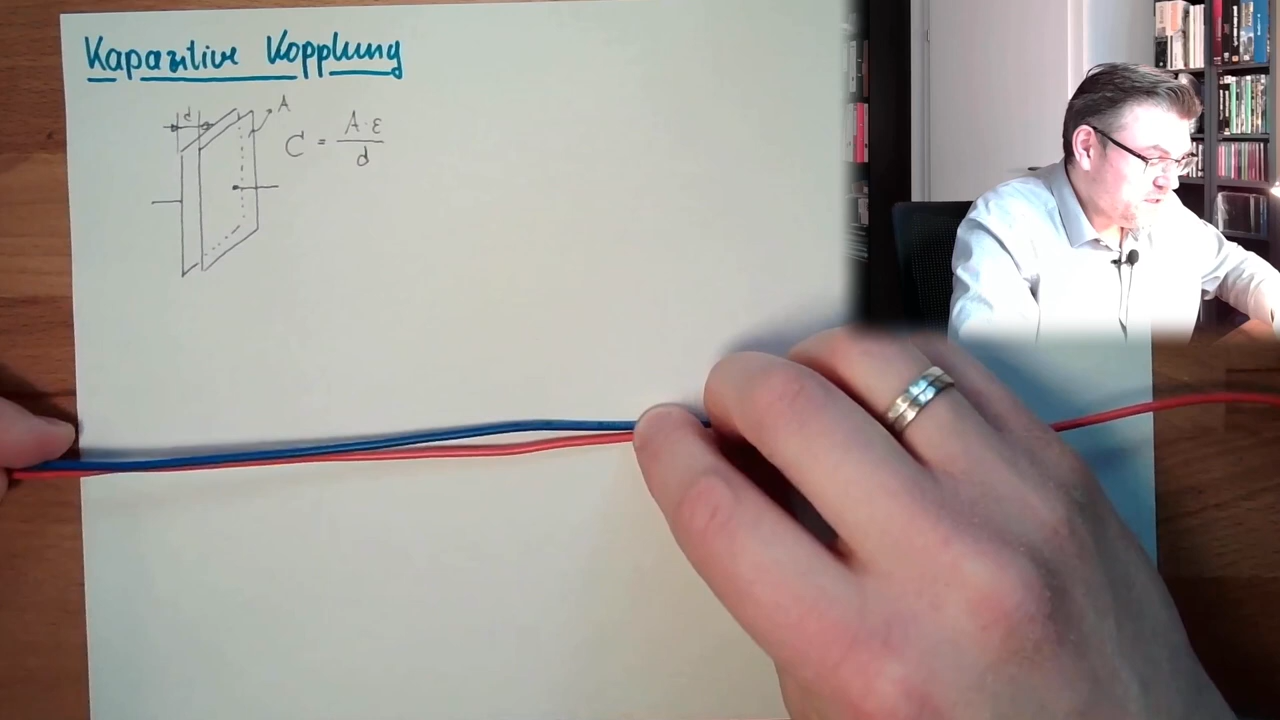 Kapazitive Kopplung
d
A
C = A·ε
d